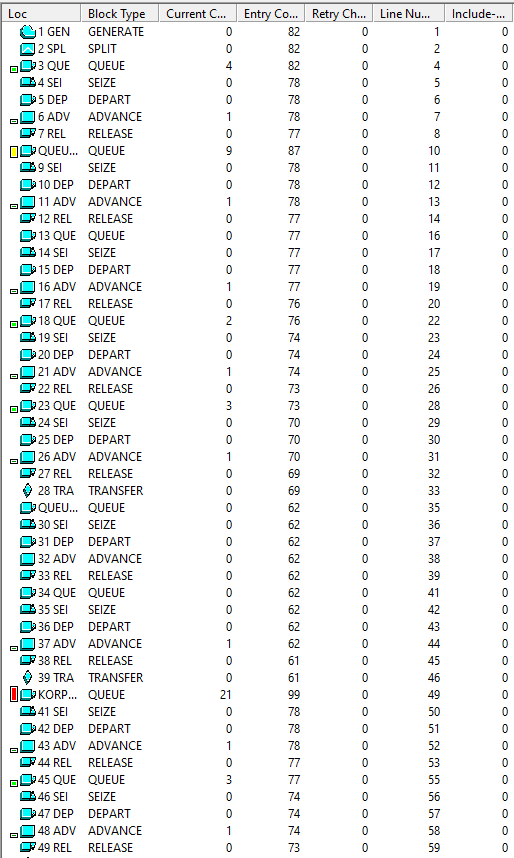 Loc Block Type Current C... Entry Co... Retry Ch... Line Nu... Include-...
1 GEN GENERATE 0 82 0 1 0
2 SPL SPLIT 0 82 0 2 0
3 QUE QUEUE 4 82 0 4 0
4 SEI SEIZE 0 78 0 5 0
5 DEP DEPART 0 78 0 6 0
6 ADV ADVANCE 1 78 0 7 0
7 REL RELEASE 0 77 0 8 0
QUEU... QUEUE 9 87 0 10 0
9 SEI SEIZE 0 78 0 11 0
10 DEP DEPART 0 78 0 12 0
11 ADV ADVANCE 1 78 0 13 0
12 REL RELEASE 0 77 0 14 0
13 QUE QUEUE 0 77 0 16 0
14 SEI SEIZE 0 77 0 17 0
15 DEP DEPART 0 77 0 18 0
16 ADV ADVANCE 1 77 0 19 0
17 REL RELEASE 0 76 0 20 0
18 QUE QUEUE 2 76 0 22 0
19 SEI SEIZE 0 74 0 23 0
20 DEP DEPART 0 74 0 24 0
21 ADV ADVANCE 1 74 0 25 0
22 REL RELEASE 0 73 0 26 0
23 QUE QUEUE 3 73 0 28 0
24 SEI SEIZE 0 70 0 29 0
25 DEP DEPART 0 70 0 30 0
26 ADV ADVANCE 1 70 0 31 0
27 REL RELEASE 0 69 0 32 0
28 TRA TRANSFER 0 69 0 33 0
QUEU... QUEUE 0 62 0 35 0
30 SEI SEIZE 0 62 0 36 0
31 DEP DEPART 0 62 0 37 0
32 ADV ADVANCE 0 62 0 38 0
33 REL RELEASE 0 62 0 39 0
34 QUE QUEUE 0 62 0 41 0
35 SEI SEIZE 0 62 0 42 0
36 DEP DEPART 0 62 0 43 0
37 ADV ADVANCE 1 62 0 44 0
38 REL RELEASE 0 61 0 45 0
39 TRA TRANSFER 0 61 0 46 0
KORP... QUEUE 21 99 0 49 0
41 SEI SEIZE 0 78 0 50 0
42 DEP DEPART 0 78 0 51 0
43 ADV ADVANCE 1 78 0 52 0
44 REL RELEASE 0 77 0 53 0
45 QUE QUEUE 3 77 0 55 0
46 SEI SEIZE 0 74 0 56 0
47 DEP DEPART 0 74 0 57 0
48 ADV ADVANCE 1 74 0 58 0
49 REL RELEASE 0 73 0 59 0